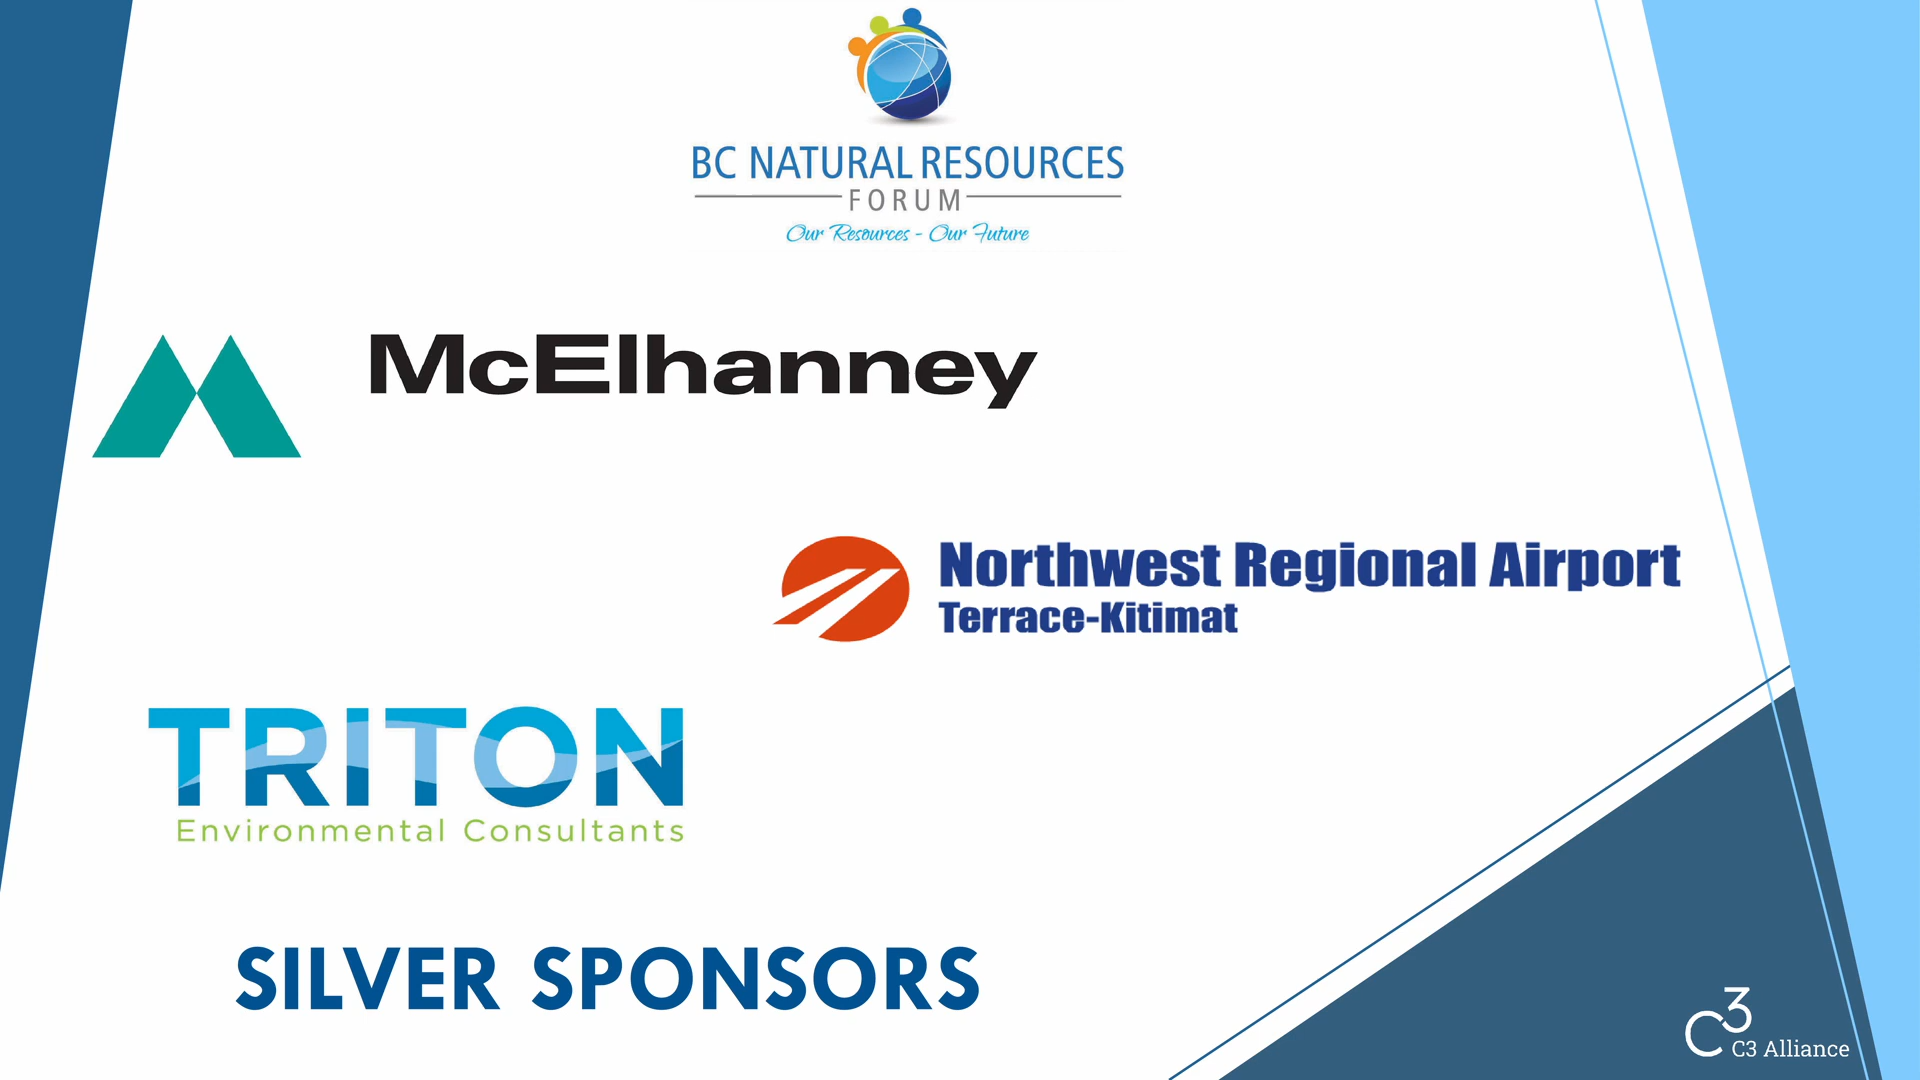 BC NATURAL RESOURCES
FORUM
Our Resources - Our Future
McElhanney
Northwest Regional Airport
Terrace-Kitimat
TRITON
Environmental Consultants
SILVER SPONSORS
C3
C3 Alliance